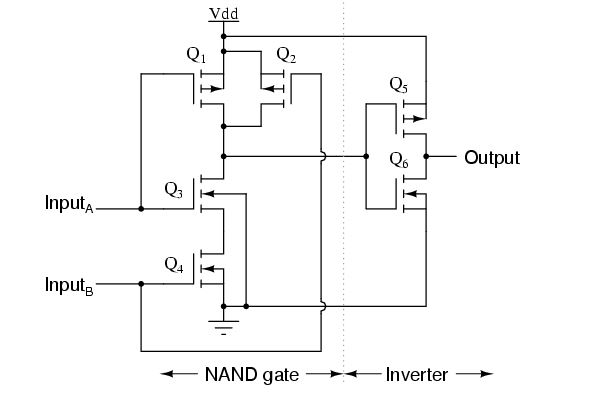 Vdd
Q1 Q2
Q5
Q6 Output
Q3
InputA
Q4
InputB
NAND gate Inverter